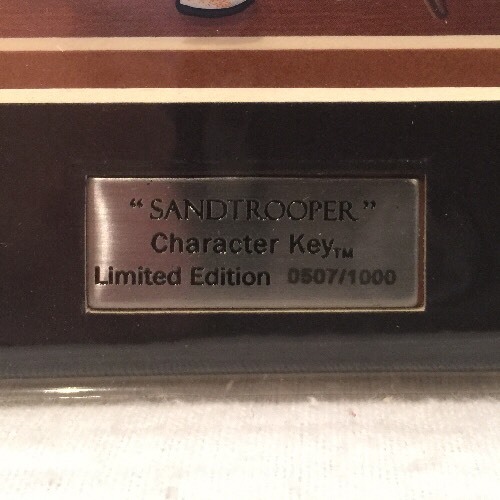 “ SANDTROOPER ”
Character Key™
Limited Edition 0507/1000